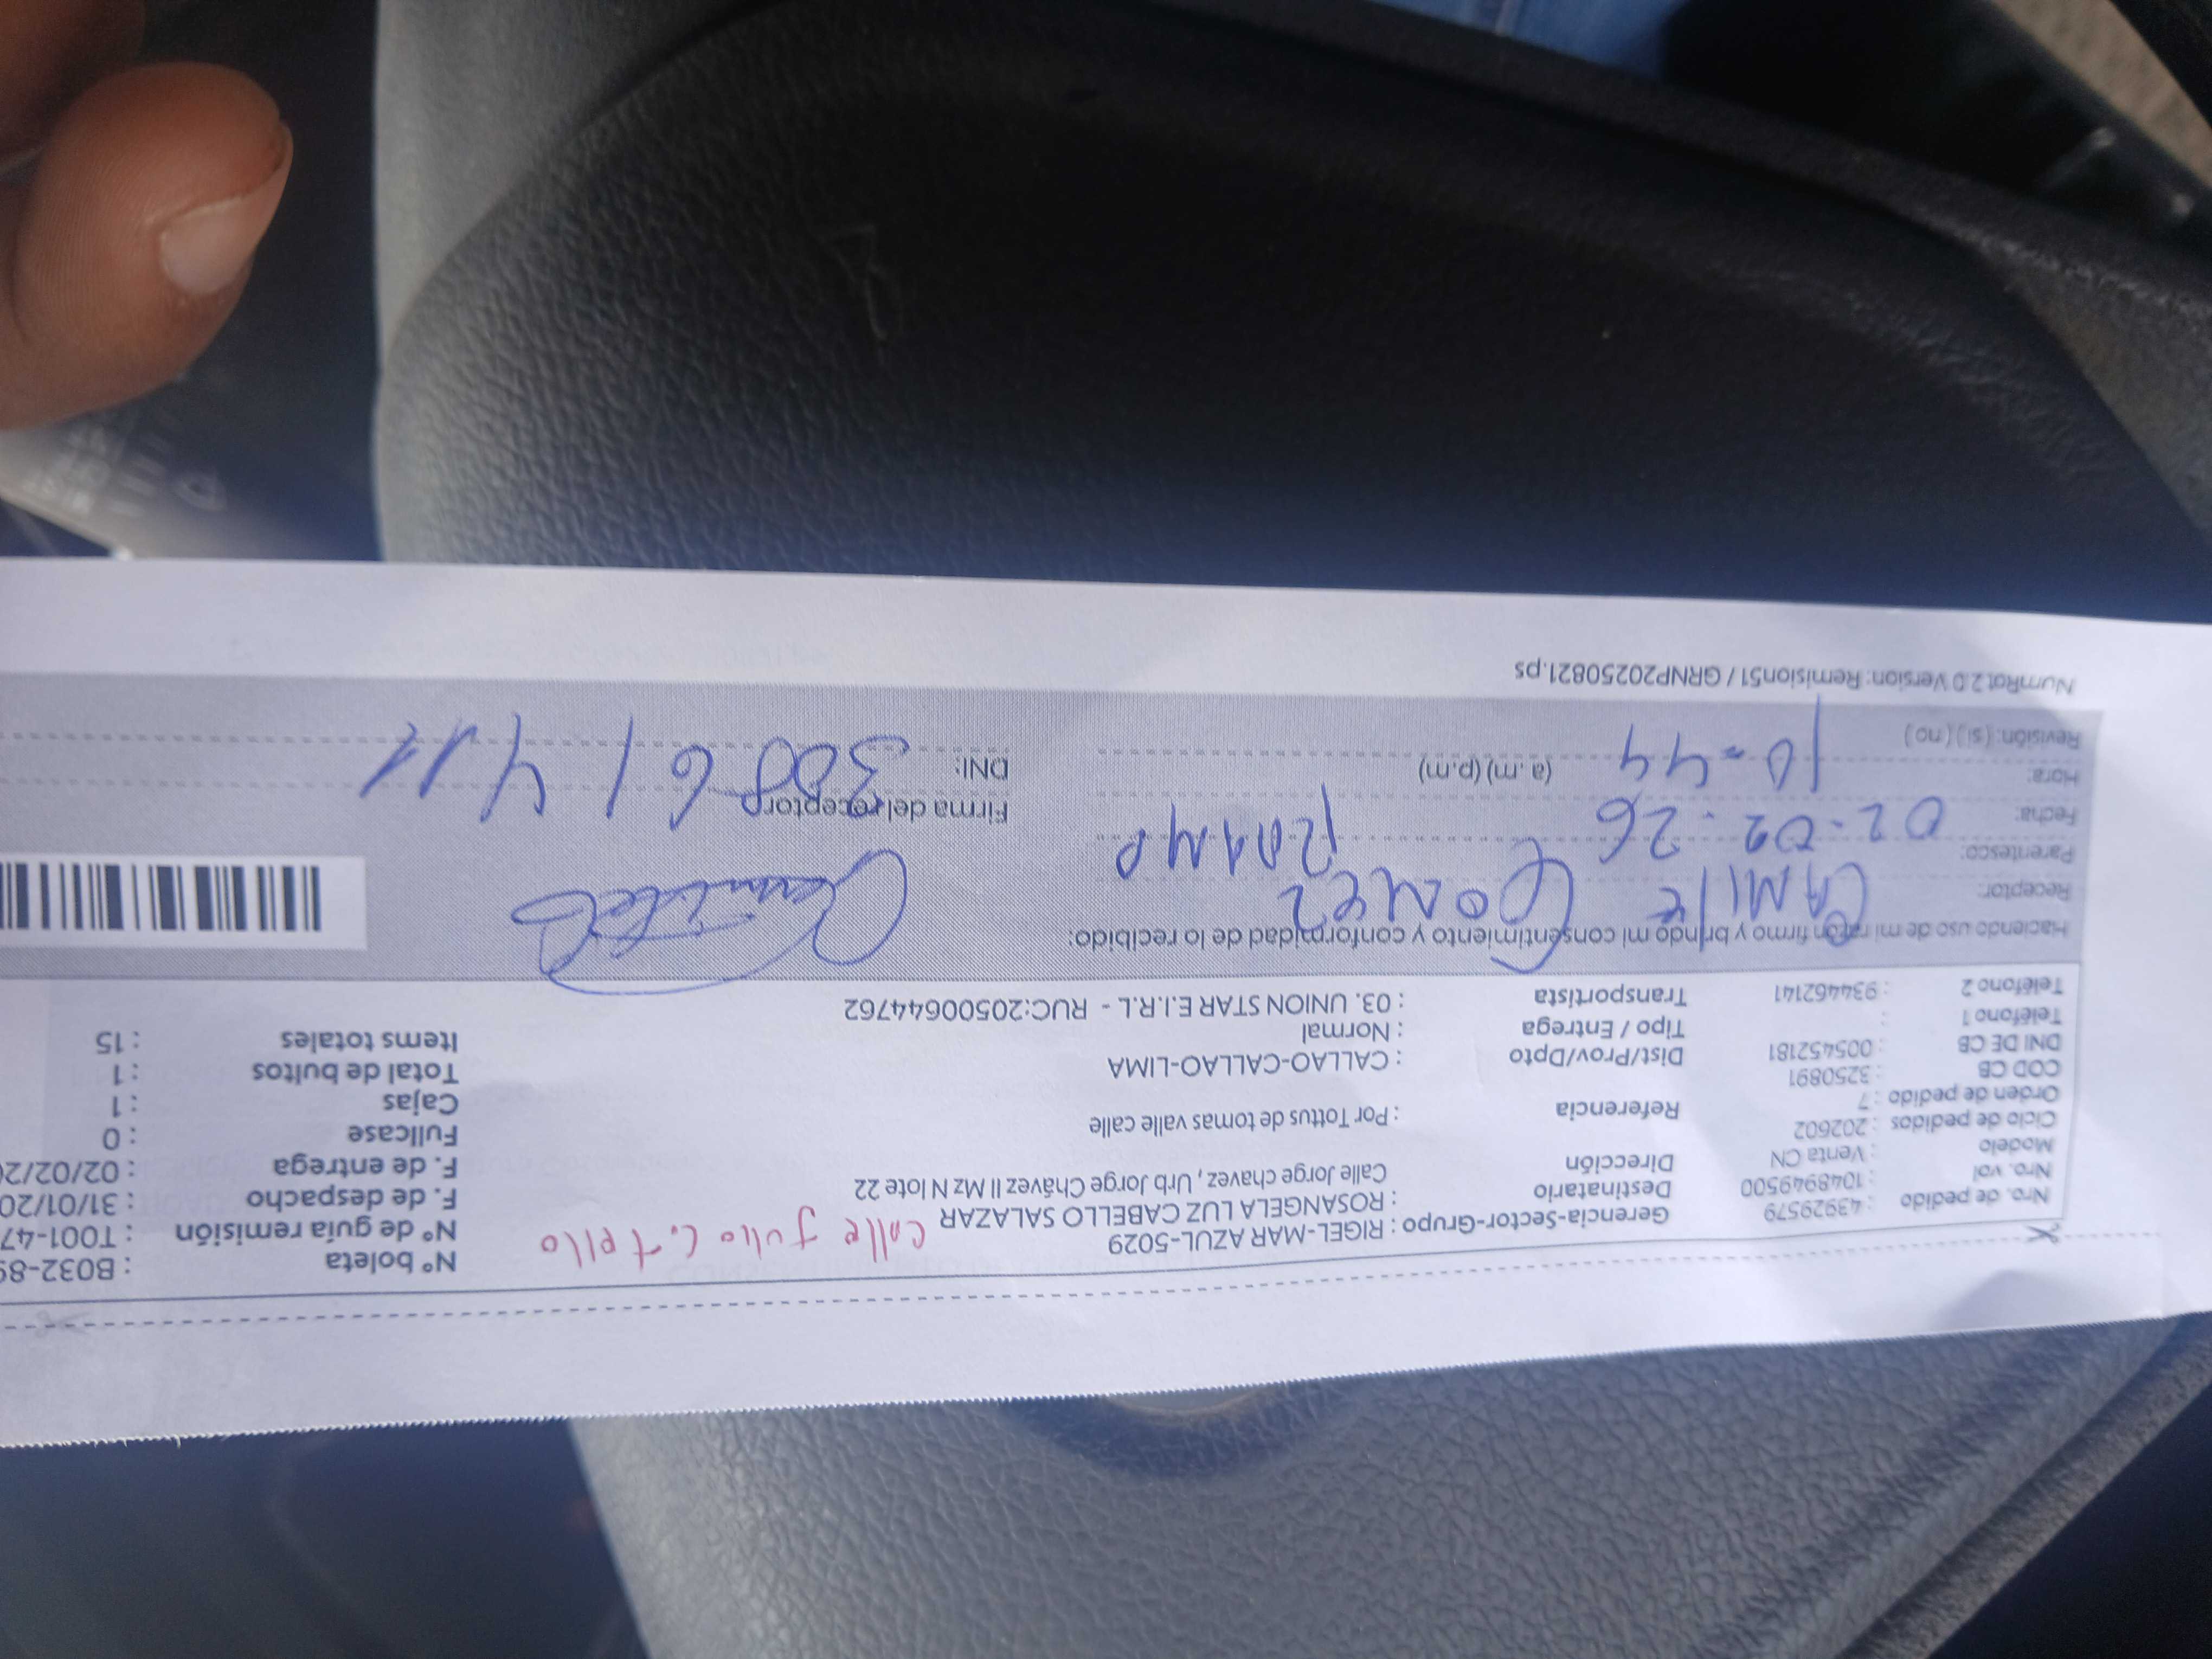 Nro. de pedido : 43929579
Nro. vol : 1048949500
Modelo : Venta CN
Ciclo de pedidos : 202602
Orden de pedido : 7
COD CB : 3250891
DNI DE CB : 005452181
Teléfono 1 :
Teléfono 2 : 934462141
Gerencia-Sector-Grupo : RIGEL-MAR AZUL-5029
Destinatario : ROSANGELA LUZ CABELLO SALAZAR
Dirección Calle Jorge chavez, Urb Jorge Chávez II Mz N lote 22
Referencia : Por Tottus de tomas valle calle
Dist/Prov/Dpto : CALLAO-CALLAO-LIMA
Tipo / Entrega : Normal
Transportista : 03. UNION STAR E.I.R.L - RUC:20500644762
Calle Julio C. tello
Nº boleta : B032-89
Nº de guía remisión : T001-47
F. de despacho : 31/01/20
F. de entrega : 02/02/20
Fullcase : 0
Cajas : 1
Total de bultos : 1
Items totales : 15
Haciendo uso de mi razón firmo y brindo mi consentimiento y conformidad de lo recibido:
Receptor: CAMILE GOMEZ
Parentesco:
Fecha: 02-02-26
Hora: 10-44 (a.m) (p.m)
Revisión: (si) (no)
Firma del receptor
DNI:
NumRot 2.0 Version: Remision51 / GRNP20250821.ps